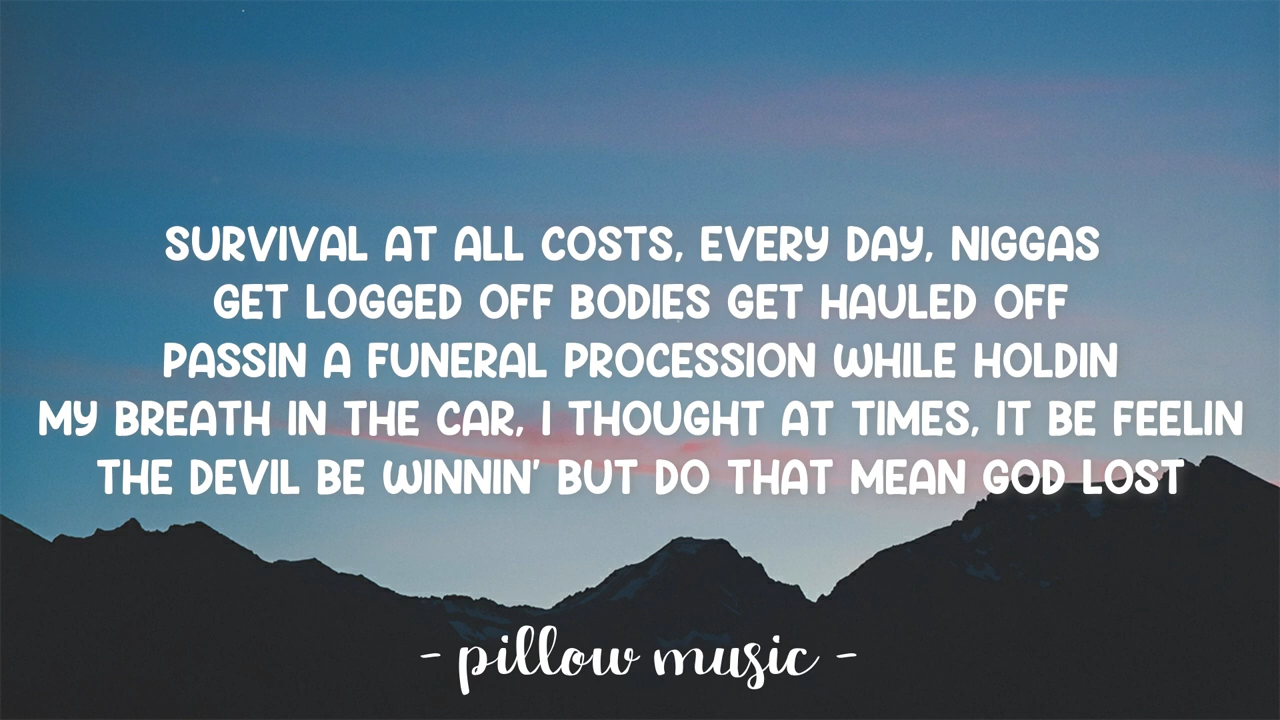 SURVIVAL AT ALL COSTS, EVERY DAY, NIGGAS
GET LOGGED OFF BODIES GET HAULED OFF
PASSIN A FUNERAL PROCESSION WHILE HOLDIN
MY BREATH IN THE CAR, I THOUGHT AT TIMES, IT BE FEELIN
THE DEVIL BE WINNIN' BUT DO THAT MEAN GOD LOST
- pillow music -